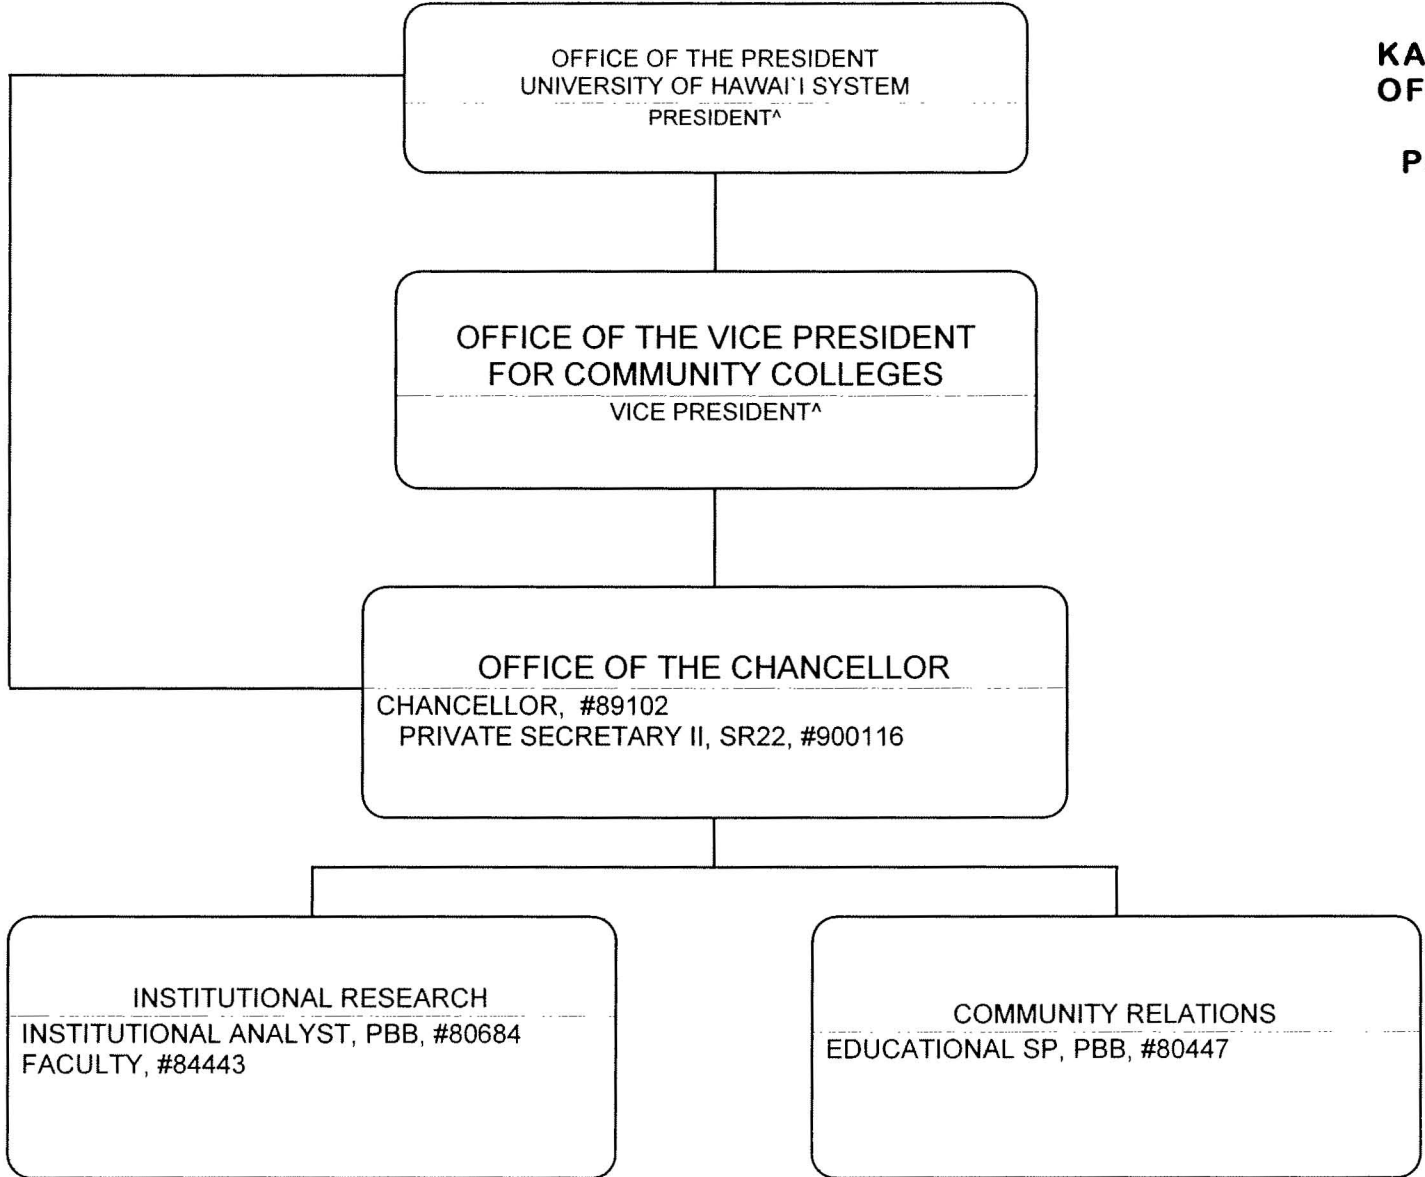 OFFICE OF THE PRESIDENT
UNIVERSITY OF HAWAI`I SYSTEM
PRESIDENT^
KA
OF
P
OFFICE OF THE VICE PRESIDENT
FOR COMMUNITY COLLEGES
VICE PRESIDENT^
OFFICE OF THE CHANCELLOR
CHANCELLOR, #89102
PRIVATE SECRETARY II, SR22, #900116
INSTITUTIONAL RESEARCH
INSTITUTIONAL ANALYST, PBB, #80684
FACULTY, #84443
COMMUNITY RELATIONS
EDUCATIONAL SP, PBB, #80447